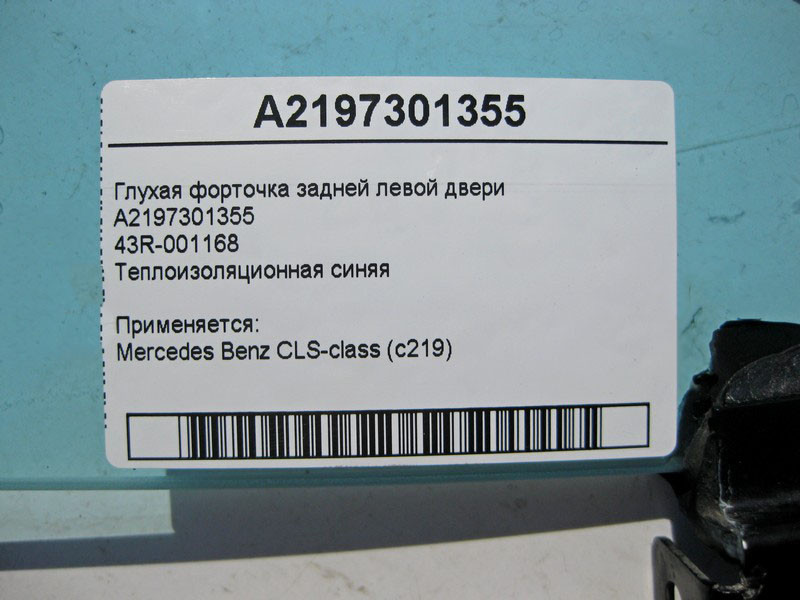 A2197301355
Глухая форточка задней левой двери
A2197301355
43R-001168
Теплоизоляционная синяя
Применяется:
Mercedes Benz CLS-class (c219)